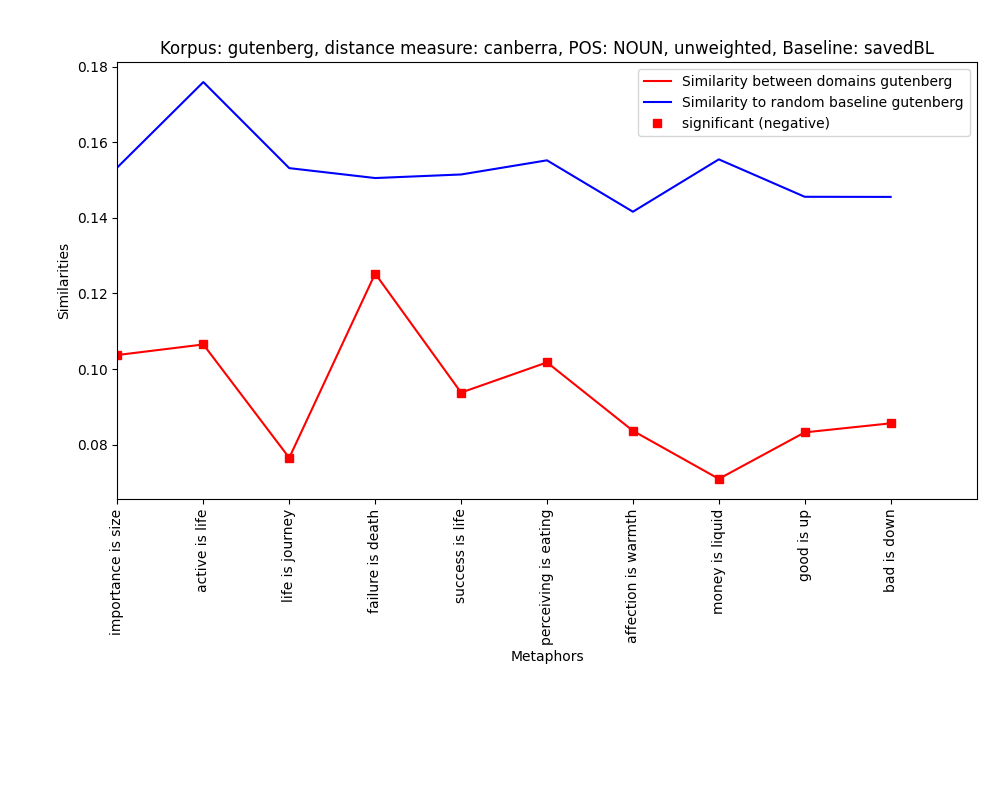 Korpus: gutenberg, distance measure: canberra, POS: NOUN, unweighted, Baseline: savedBL
Similarity between domains gutenberg
Similarity to random baseline gutenberg
significant (negative)
0.18
0.16
0.14
0.12
0.10
0.08
Similarities
importance is size
active is life
life is journey
failure is death
success is life
perceiving is eating
affection is warmth
money is liquid
good is up
bad is down
Metaphors